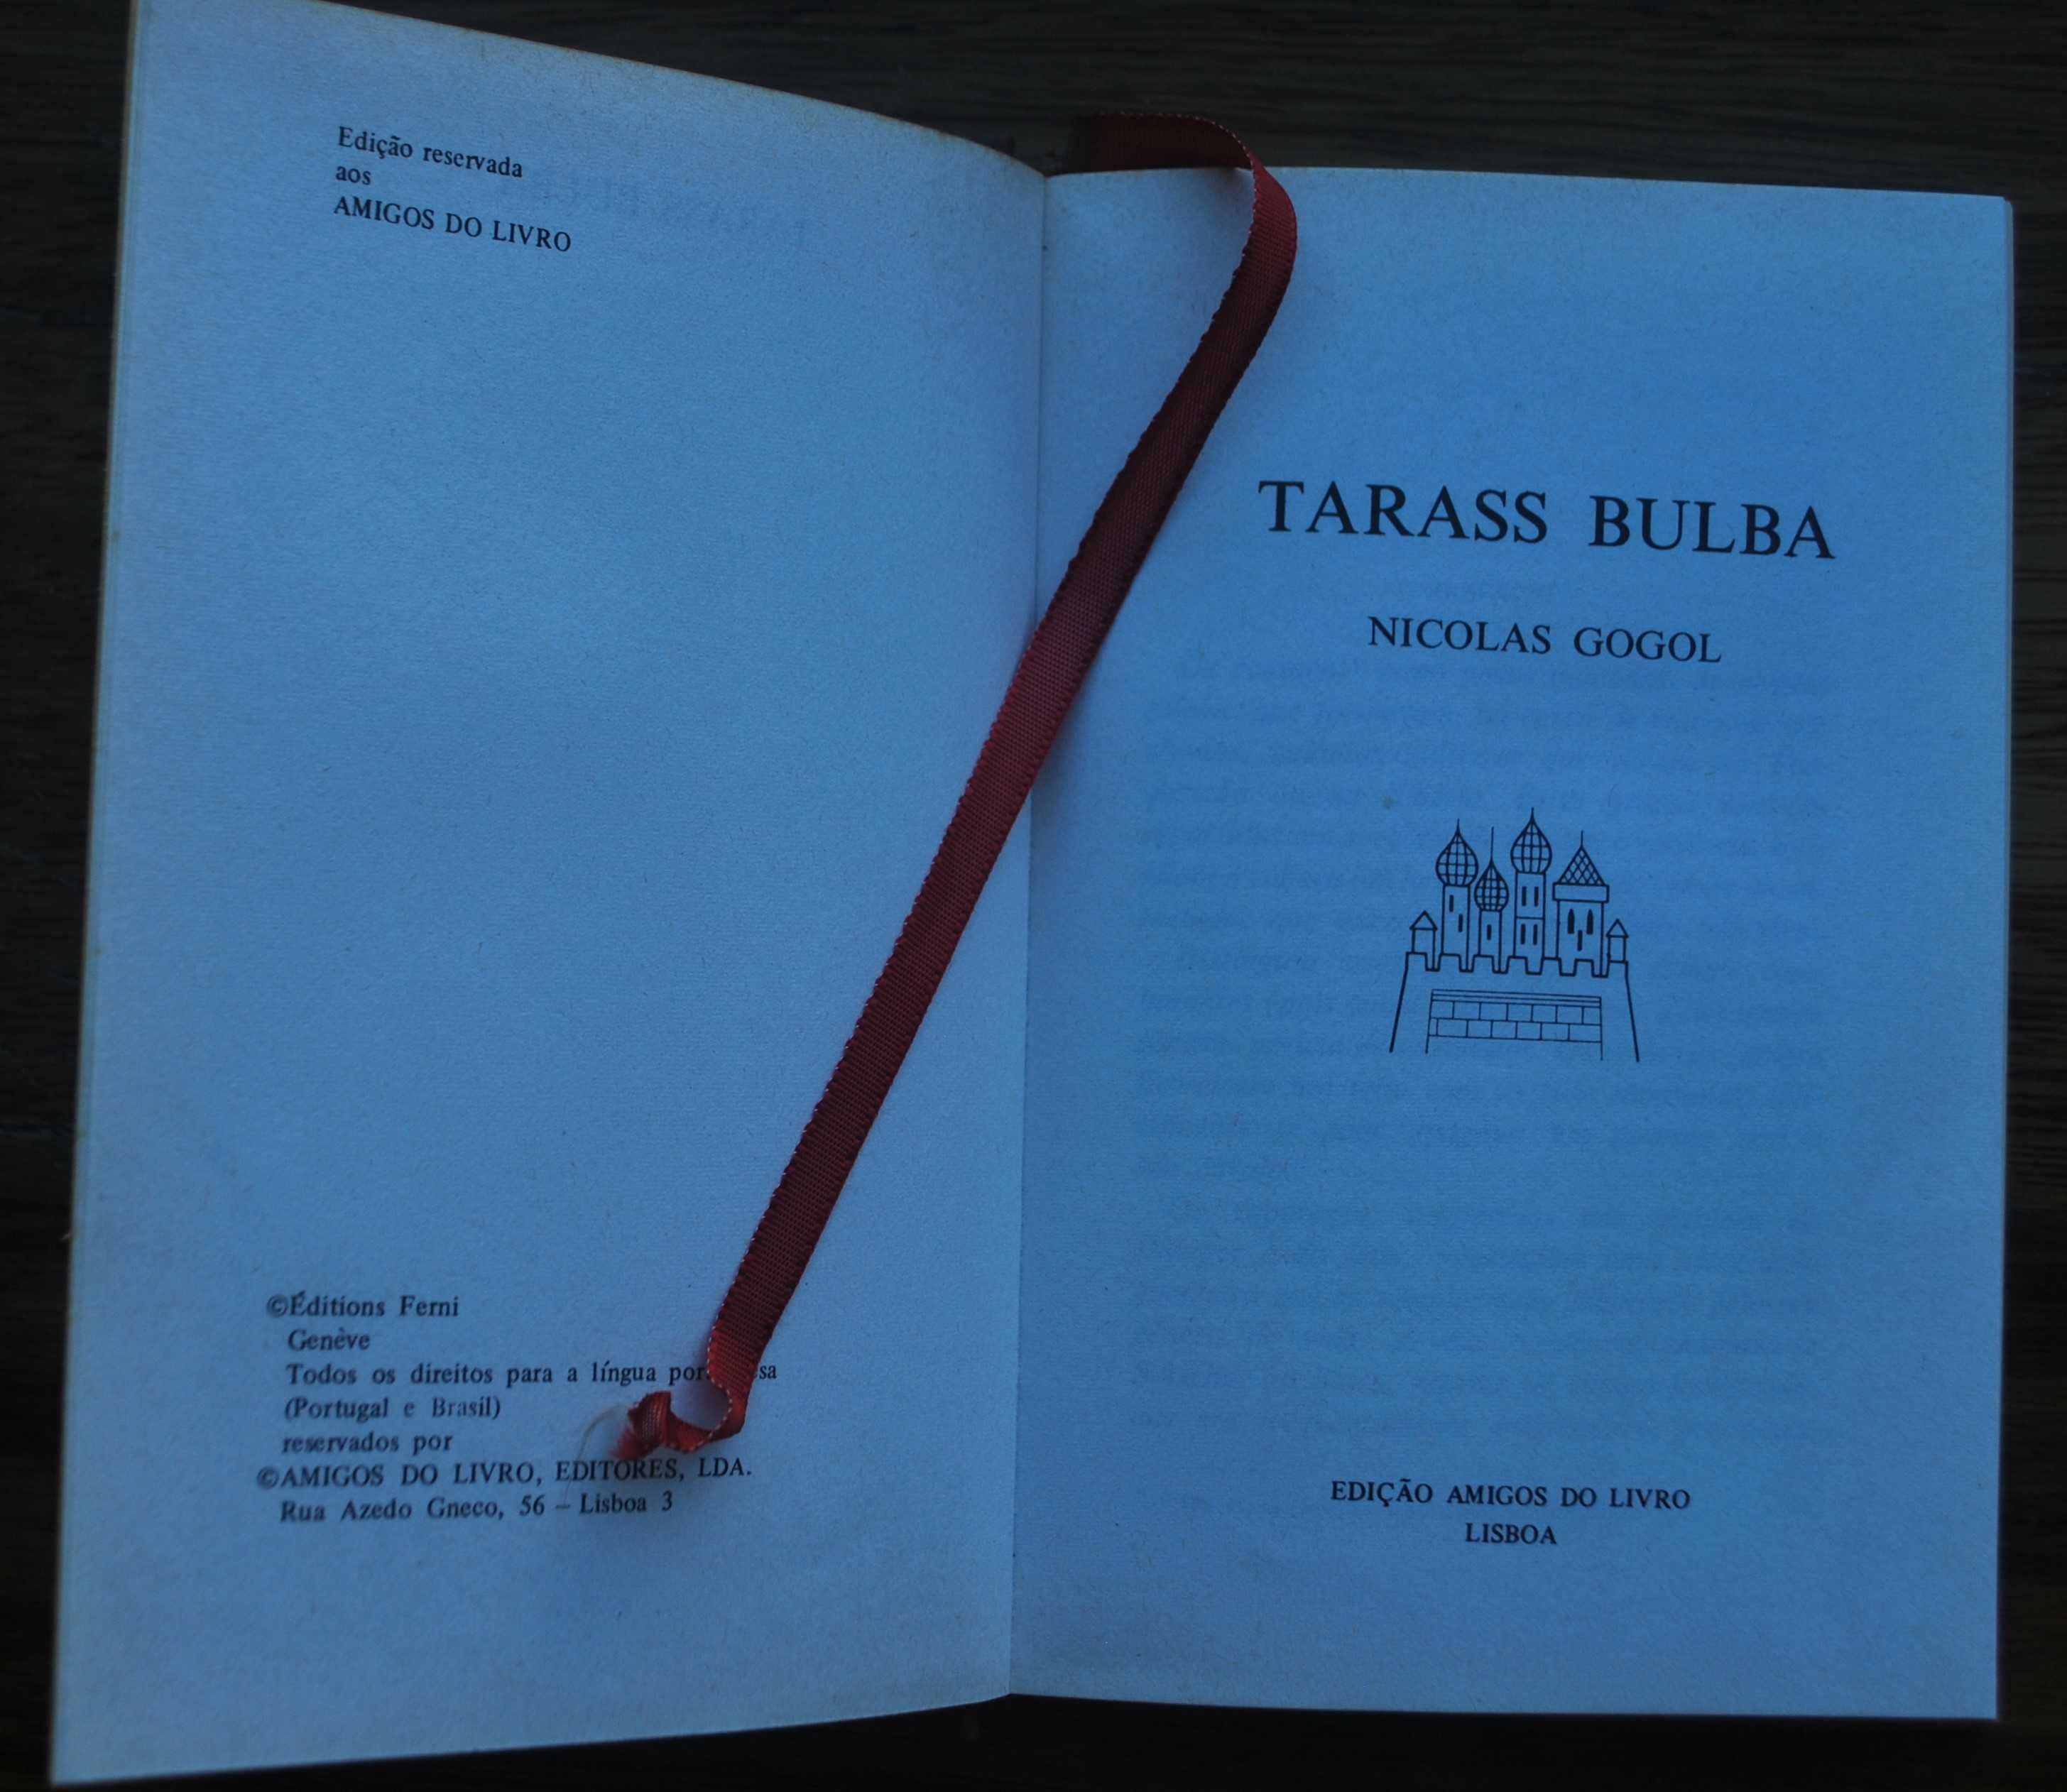 Edição reservada
aos
AMIGOS DO LIVRO
©Éditions Ferni
Genève
Todos os direitos para a língua
(Portugal e Brasil)
reservados por
©AMIGOS DO LIVRO, EDITORES, LDA.
Rua Azedo Gneco, 56 – Lisboa 3
TARASS BULBA
NICOLAS GOGOL
EDIÇÃO AMIGOS DO LIVRO
LISBOA